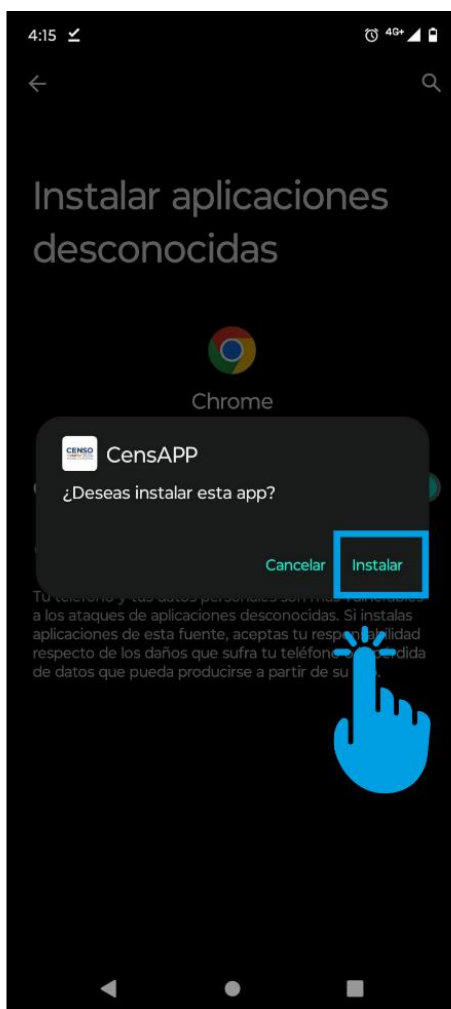 4:15
4G+
Instalar aplicaciones
desconocidas
Chrome
CENSO
CensAPP
¿Deseas instalar esta app?
Cancelar
Instalar
Tu teléfono y tus datos personales son más vulnerables
a los ataques de aplicaciones desconocidas. Si instalas
aplicaciones de esta fuente, aceptas tu responsabilidad
respecto de los daños que sufra tu teléfono o la pérdida
de datos que pueda producirse a partir de su uso.